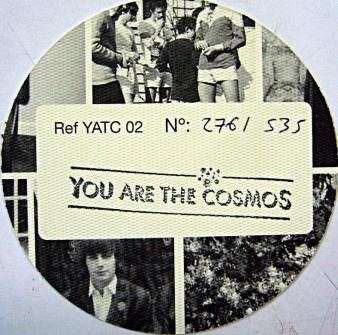 Ref YATC 02 Nº: 276/ 535
YOU ARE THE COSMOS